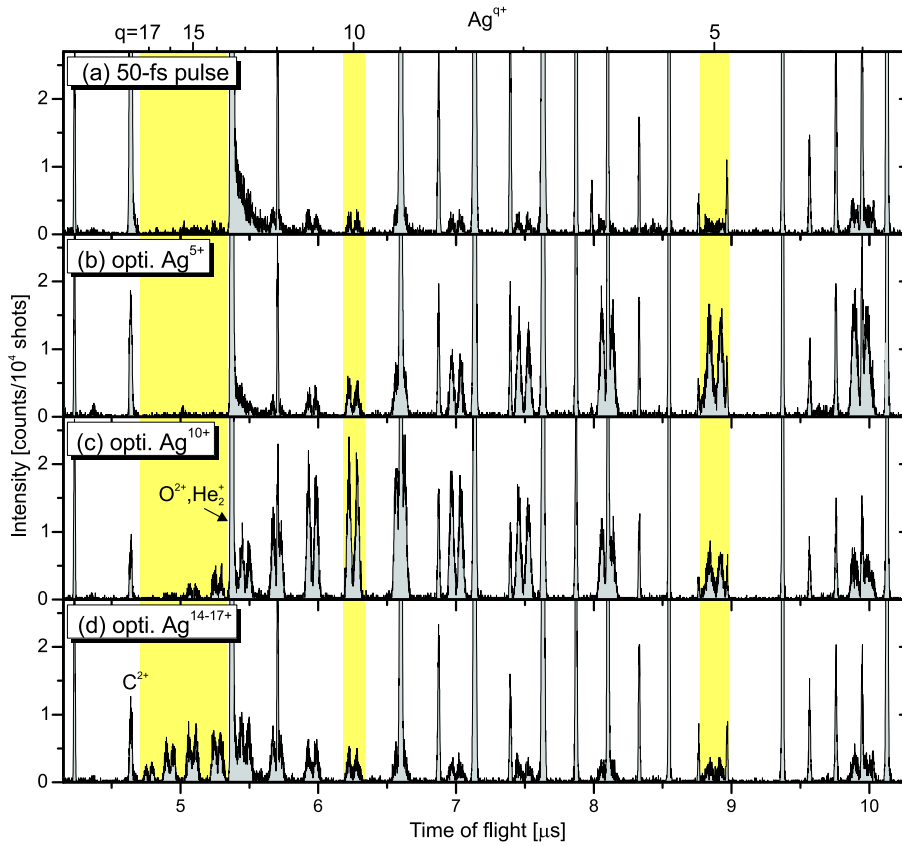 Ag^q+
q=17 15 10 5
(a) 50-fs pulse
2
1
0
(b) opti. Ag^5+
2
1
0
(c) opti. Ag^10+
2
O^2+,He_2^+
1
0
(d) opti. Ag^14-17+
2
C^2+
1
0
5 6 7 8 9 10
Time of flight [μs]
Intensity [counts/10^4 shots]